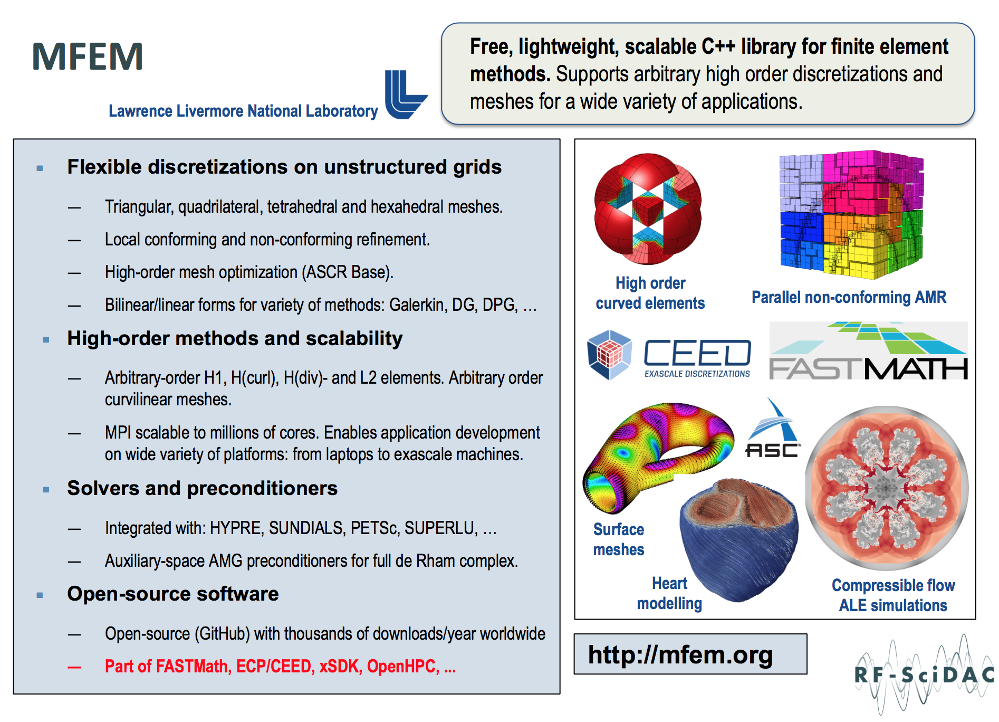 MFEM
Lawrence Livermore National Laboratory
Free, lightweight, scalable C++ library for finite element
methods. Supports arbitrary high order discretizations and
meshes for a wide variety of applications.
▪ Flexible discretizations on unstructured grids
— Triangular, quadrilateral, tetrahedral and hexahedral meshes.
— Local conforming and non-conforming refinement.
— High-order mesh optimization (ASCR Base).
— Bilinear/linear forms for variety of methods: Galerkin, DG, DPG, …
▪ High-order methods and scalability
— Arbitrary-order H1, H(curl), H(div)- and L2 elements. Arbitrary order
curvilinear meshes.
— MPI scalable to millions of cores. Enables application development
on wide variety of platforms: from laptops to exascale machines.
▪ Solvers and preconditioners
— Integrated with: HYPRE, SUNDIALS, PETSc, SUPERLU, …
— Auxiliary-space AMG preconditioners for full de Rham complex.
▪ Open-source software
— Open-source (GitHub) with thousands of downloads/year worldwide
— Part of FASTMath, ECP/CEED, xSDK, OpenHPC, ...
High order
curved elements
Parallel non-conforming AMR
CEED
EXASCALE DISCRETIZATIONS
FASTMATH
ASC™
Surface
meshes
Heart
modelling
Compressible flow
ALE simulations
http://mfem.org
RF-SciDAC